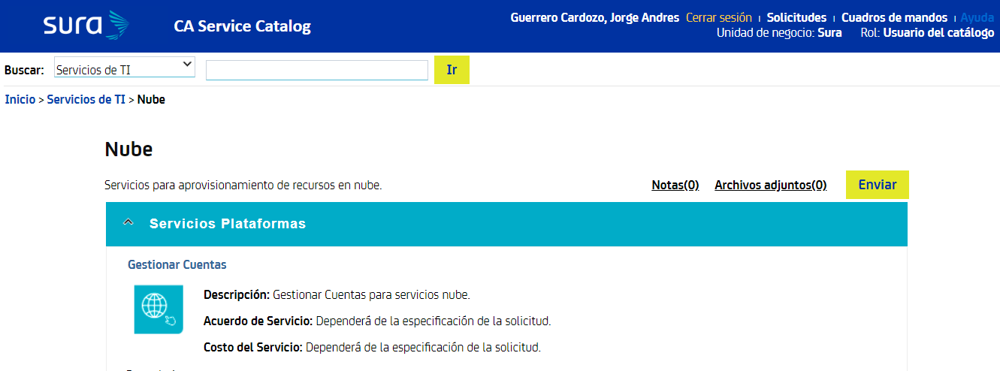 sura
CA Service Catalog
Guerrero Cardozo, Jorge Andres Cerrar sesión Solicitudes Cuadros de mandos Ayuda
Unidad de negocio: Sura Rol: Usuario del catálogo
Buscar: Servicios de TI Ir
Inicio > Servicios de TI > Nube
Nube
Servicios para aprovisionamiento de recursos en nube. Notas(0) Archivos adjuntos(0) Enviar
Servicios Plataformas
Gestionar Cuentas
Descripción: Gestionar Cuentas para servicios nube.
Acuerdo de Servicio: Dependerá de la especificación de la solicitud.
Costo del Servicio: Dependerá de la especificación de la solicitud.